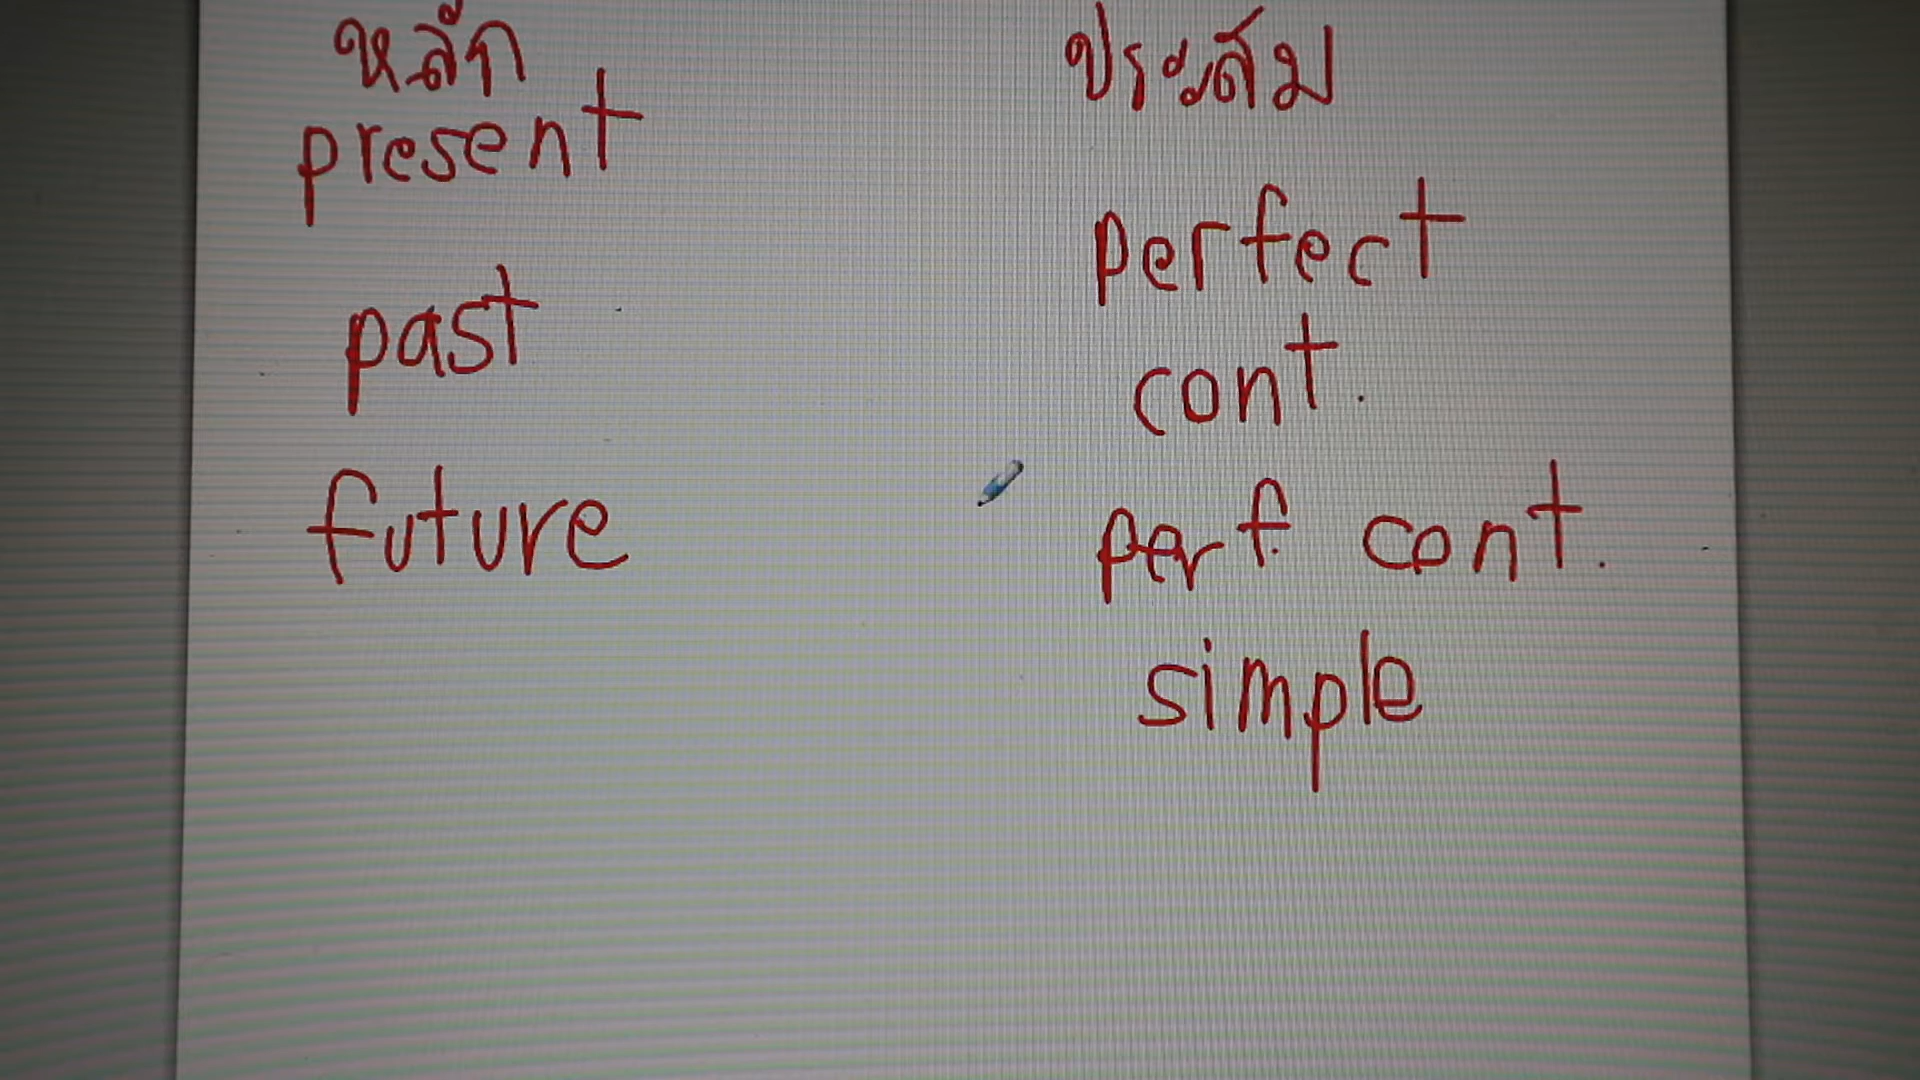 หลัก
present
past
future
ประสม
perfect
cont.
perf. cont.
simple